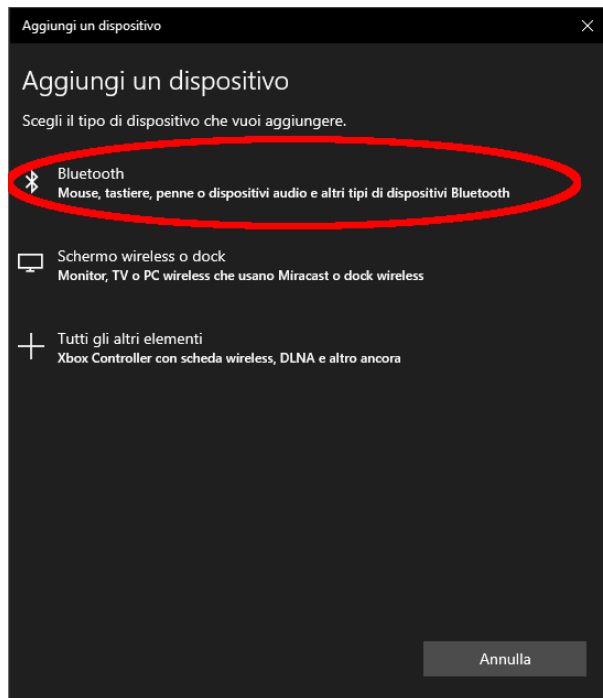 Aggiungi un dispositivo
Aggiungi un dispositivo
Scegli il tipo di dispositivo che vuoi aggiungere.
Bluetooth
Mouse, tastiere, penne o dispositivi audio e altri tipi di dispositivi Bluetooth
Schermo wireless o dock
Monitor, TV o PC wireless che usano Miracast o dock wireless
Tutti gli altri elementi
Xbox Controller con scheda wireless, DLNA e altro ancora
Annulla